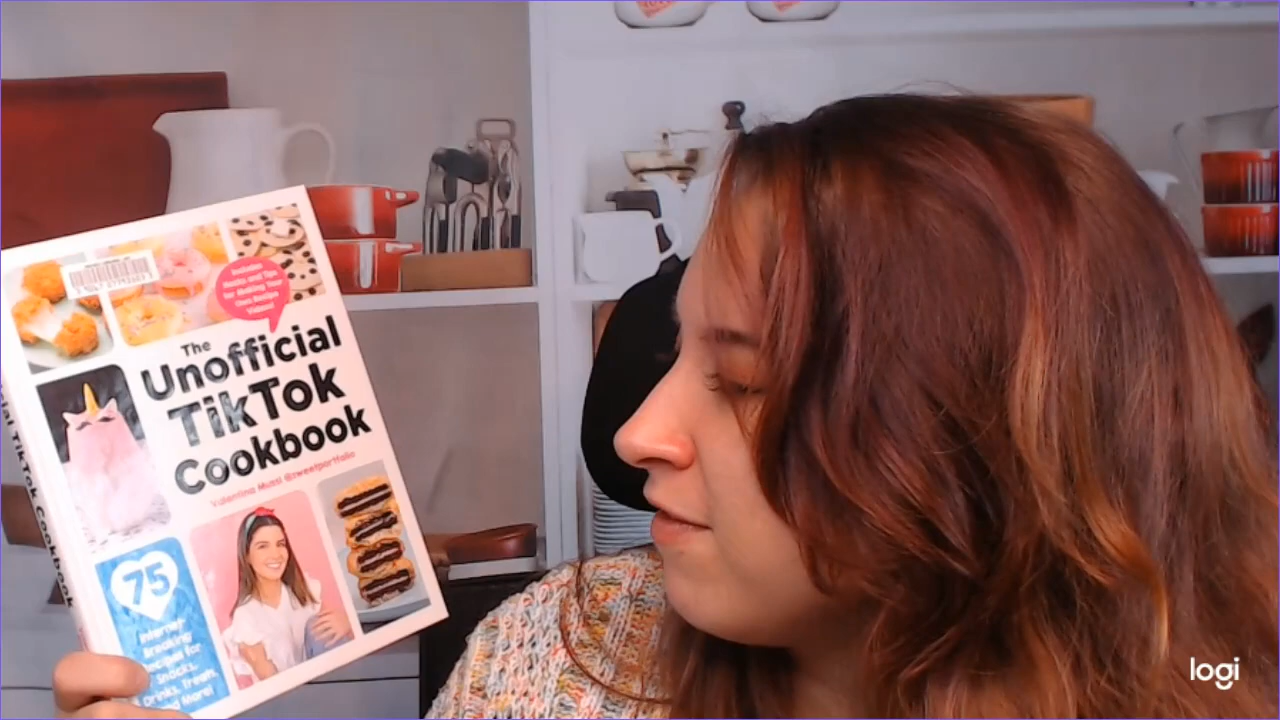 Includes
Hacks and Tips
for Making Your
Own Recipe
Videos!
The
Unofficial
TikTok
Cookbook
Valentina Mussi @sweetportfolio
75
Internet-
Breaking
Recipes for
Snacks,
Drinks, Treats,
and More!
TikTok Cookbook
logi